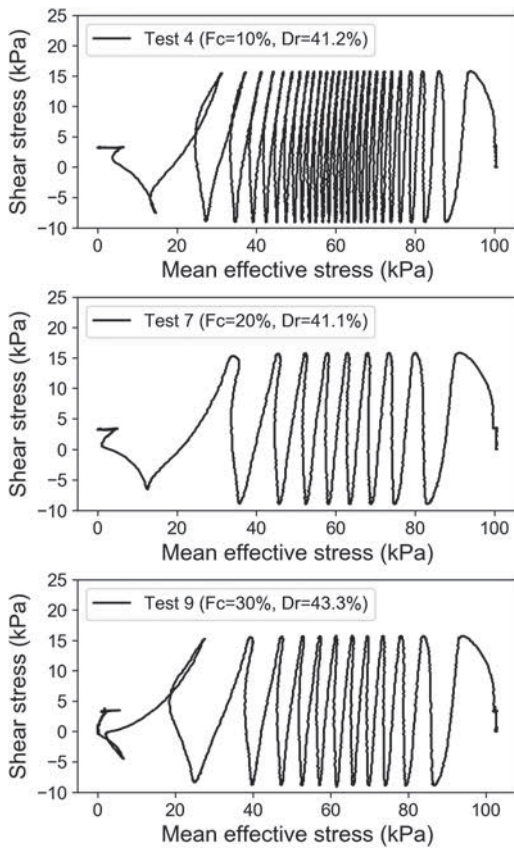 25
20
15
10
5
0
−5
−10
Shear stress (kPa)
Test 4 (Fc=10%, Dr=41.2%)
0 20 40 60 80 100
Mean effective stress (kPa)
25
20
15
10
5
0
−5
−10
Shear stress (kPa)
Test 7 (Fc=20%, Dr=41.1%)
0 20 40 60 80 100
Mean effective stress (kPa)
25
20
15
10
5
0
−5
−10
Shear stress (kPa)
Test 9 (Fc=30%, Dr=43.3%)
0 20 40 60 80 100
Mean effective stress (kPa)